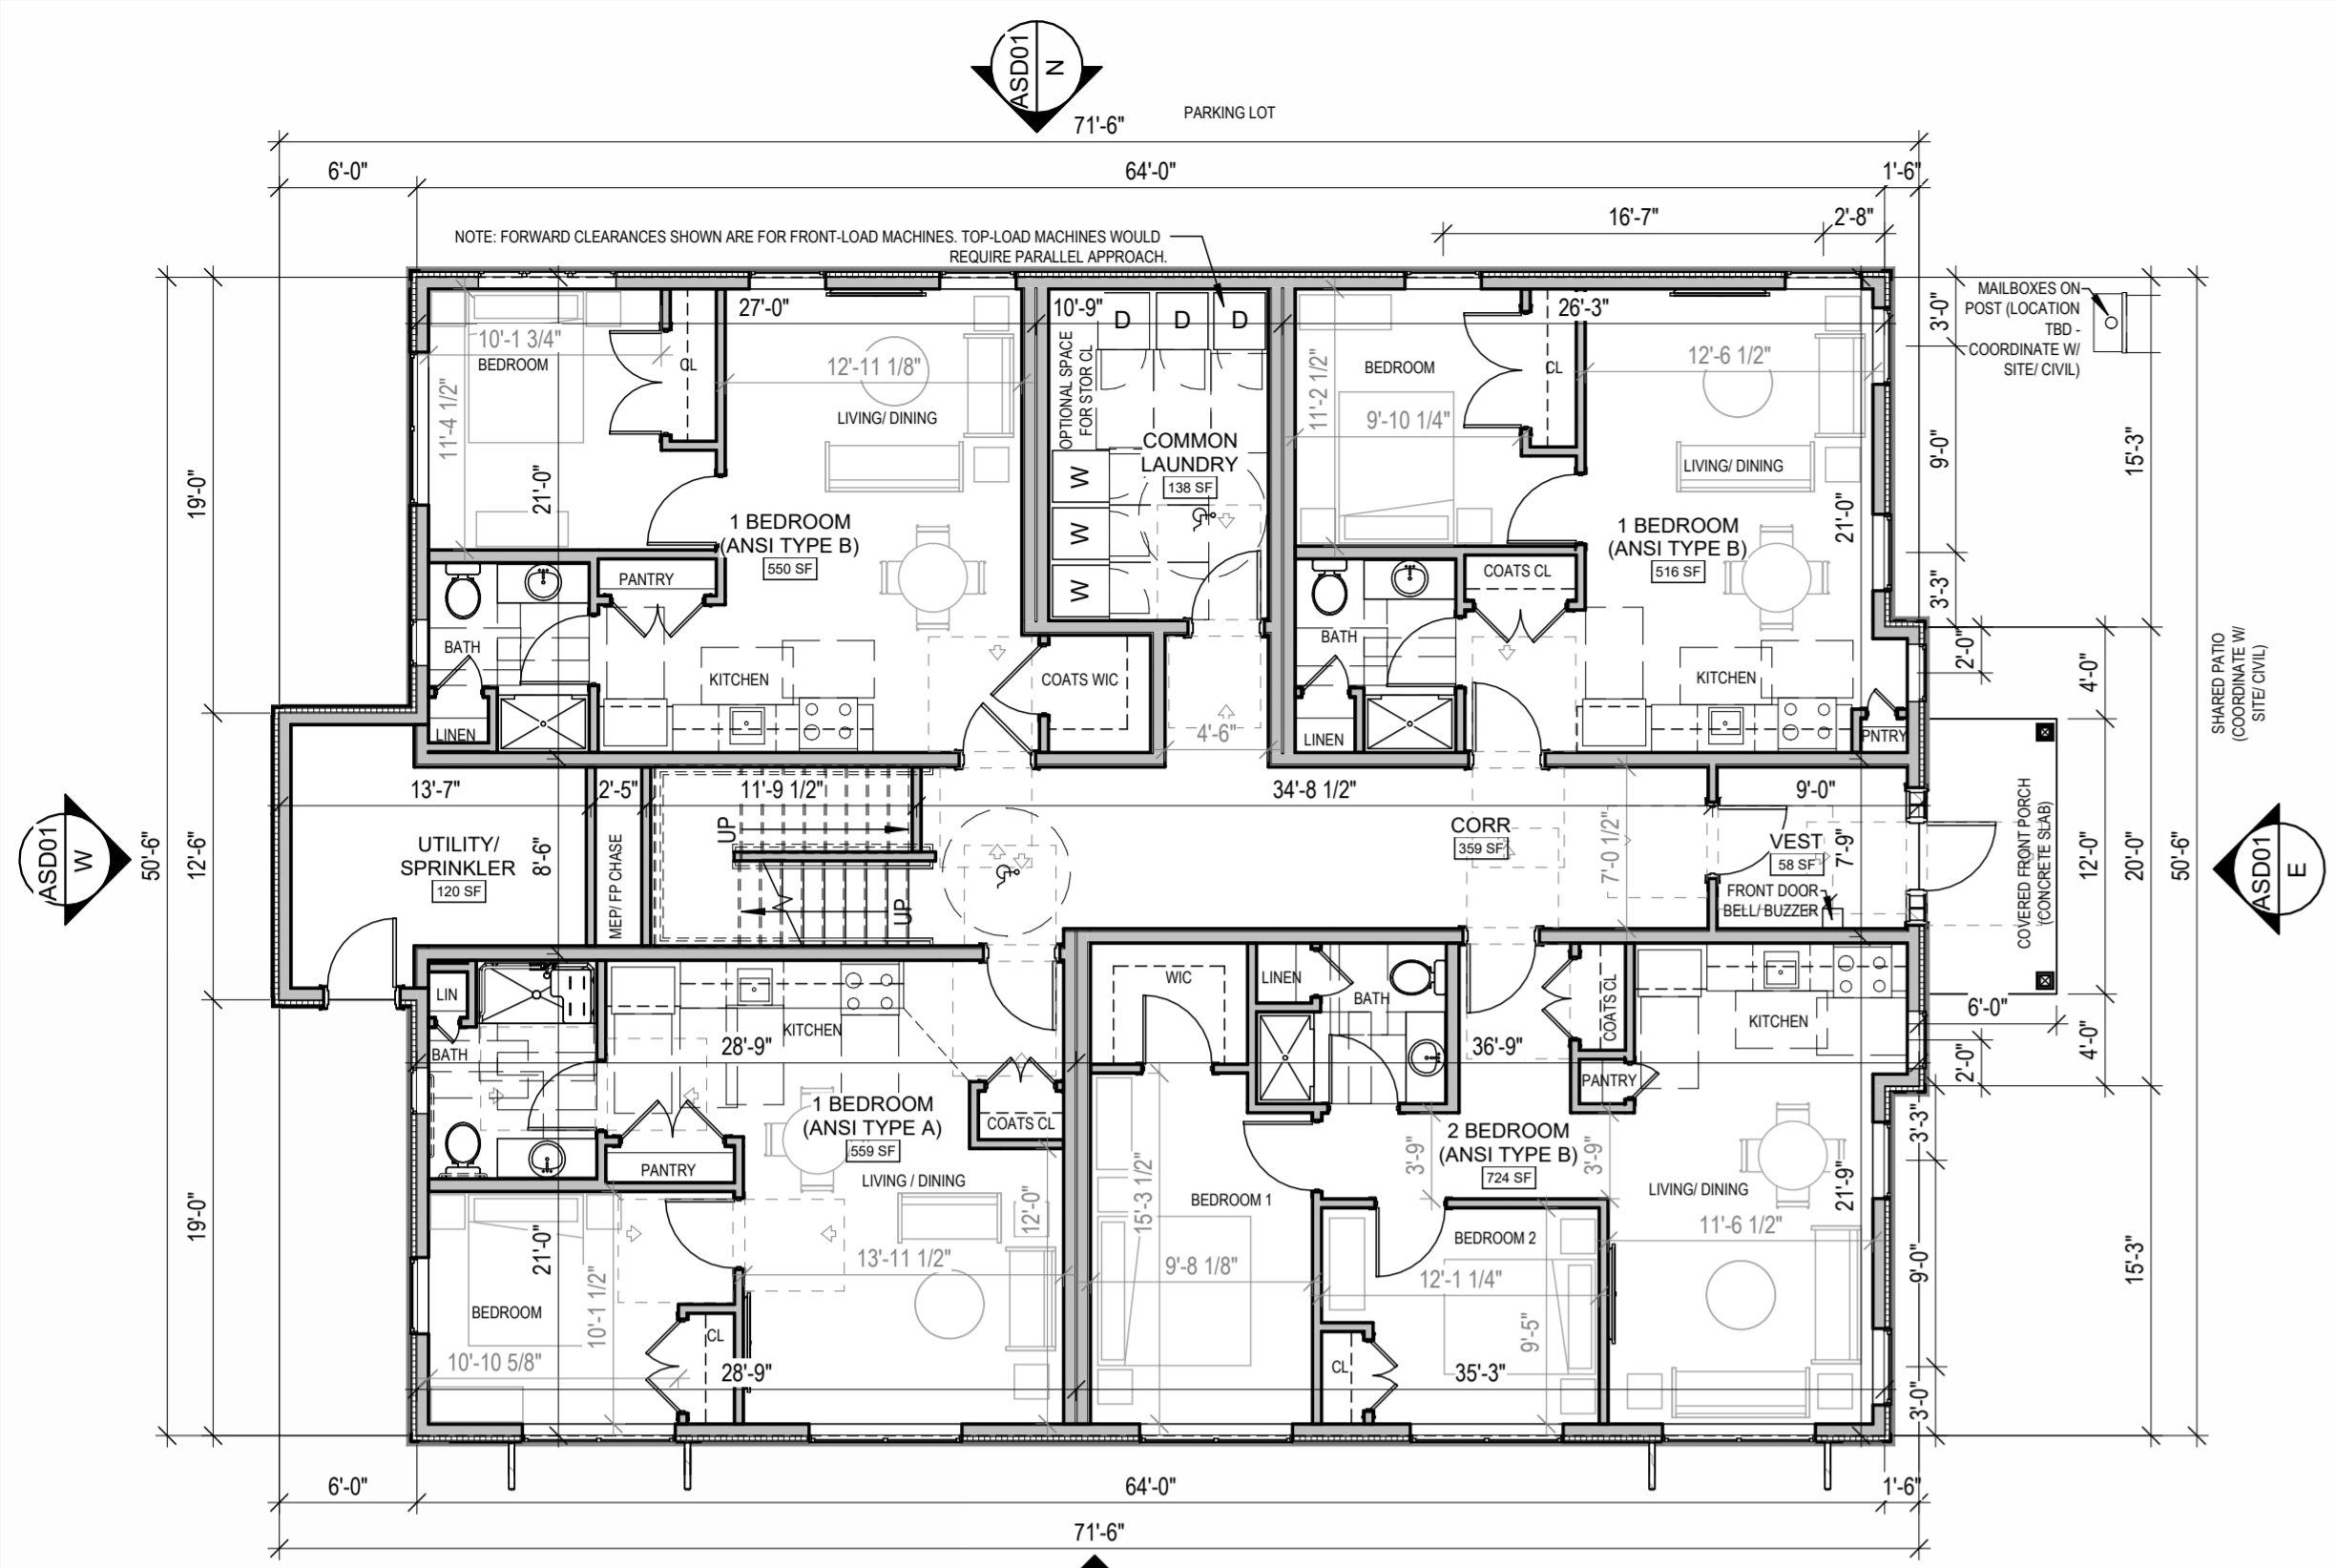 ASD01
N
PARKING LOT
71'-6"
6'-0"
64'-0"
1'-6"
16'-7"
2'-8"
NOTE: FORWARD CLEARANCES SHOWN ARE FOR FRONT-LOAD MACHINES. TOP-LOAD MACHINES WOULD
REQUIRE PARALLEL APPROACH.
27'-0"
10'-9"
D
D
D
26'-3"
10'-1 3/4"
BEDROOM
CL
11'-4 1/2"
21'-0"
12'-11 1/8"
LIVING/ DINING
1 BEDROOM
(ANSI TYPE B)
550 SF
PANTRY
BATH
LINEN
KITCHEN
COATS WIC
OPTIONAL SPACE
FOR STOR CL
COMMON
LAUNDRY
138 SF
W
W
W
4'-6"
11'-2 1/2"
BEDROOM
9'-10 1/4"
CL
12'-6 1/2"
LIVING/ DINING
21'-0"
1 BEDROOM
(ANSI TYPE B)
516 SF
COATS CL
BATH
LINEN
KITCHEN
PNTRY
MAILBOXES ON
POST (LOCATION
TBD -
COORDINATE W/
SITE/ CIVIL)
3'-0"
9'-0"
3'-3"
2'-0"
15'-3"
4'-0"
SHARED PATIO
(COORDINATE W/
SITE/ CIVIL)
19'-0"
12'-6"
50'-6"
19'-0"
ASD01
W
13'-7"
2'-5"
11'-9 1/2"
34'-8 1/2"
9'-0"
UTILITY/
SPRINKLER
120 SF
8'-6"
MEP/ FP CHASE
UP
UP
CORR
359 SF
7'-0 1/2"
VEST
58 SF
7'-9"
FRONT DOOR
BELL/ BUZZER
COVERED FRONT PORCH
(CONCRETE SLAB)
12'-0"
20'-0"
50'-6"
ASD01
E
6'-0"
4'-0"
2'-0"
3'-3"
9'-0"
3'-0"
15'-3"
LIN
BATH
KITCHEN
28'-9"
1 BEDROOM
(ANSI TYPE A)
559 SF
COATS CL
PANTRY
LIVING / DINING
12'-0"
21'-0"
13'-11 1/2"
BEDROOM
10'-1 1/2"
10'-10 5/8"
CL
28'-9"
WIC
LINEN
BATH
36'-9"
COATS CL
PANTRY
KITCHEN
2 BEDROOM
(ANSI TYPE B)
724 SF
3'-9"
3'-9"
15'-3 1/2"
BEDROOM 1
9'-8 1/8"
BEDROOM 2
12'-1 1/4"
9'-5"
CL
35'-3"
LIVING/ DINING
21'-9"
11'-6 1/2"
6'-0"
64'-0"
1'-6"
71'-6"